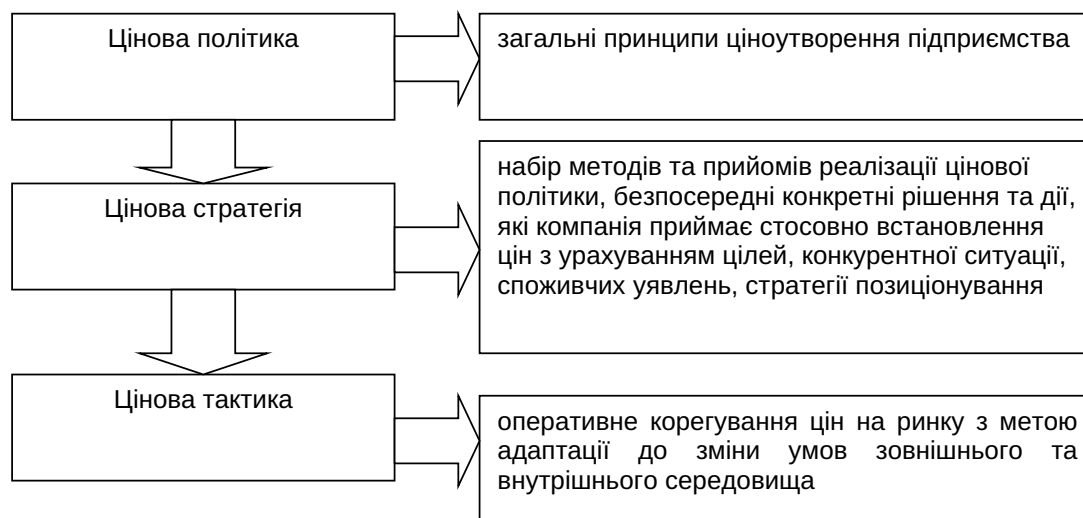 Цінова політика
загальні принципи ціноутворення підприємства
Цінова стратегія
набір методів та прийомів реалізації цінової
політики, безпосередні конкретні рішення та дії,
які компанія приймає стосовно встановлення
цін з урахуванням цілей, конкурентної ситуації,
споживчих уявлень, стратегії позиціонування
Цінова тактика
оперативне корегування цін на ринку з метою
адаптації до зміни умов зовнішнього та
внутрішнього середовища